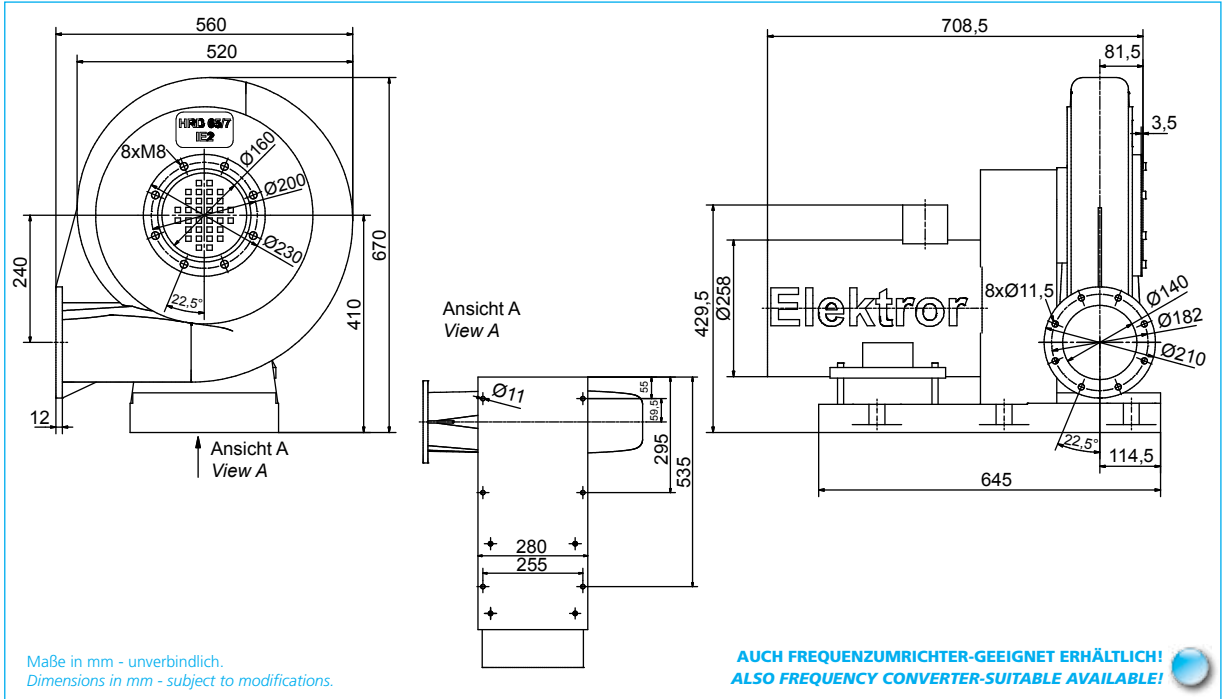 560
520
HRD 65/7
IE2
8xM8
Ø160
Ø200
Ø230
22,5°
240
670
410
12
Ansicht A
View A
Ansicht A
View A
Ø11
55
59,5
295
535
280
255
708,5
81,5
3,5
429,5
Ø258
Elektror
8xØ11,5
Ø140
Ø182
Ø210
22,5°
114,5
645
Maße in mm - unverbindlich.
Dimensions in mm - subject to modifications.
AUCH FREQUENZUMRICHTER-GEEIGNET ERHÄLTLICH!
ALSO FREQUENCY CONVERTER-SUITABLE AVAILABLE!